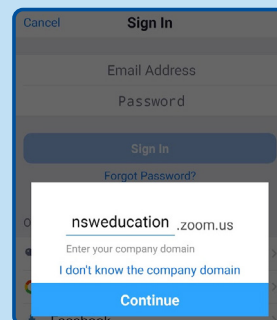 Cancel Sign In
Email Address
Password
Sign In
Forgot Password?
nsweducation .zoom.us
Enter your company domain
I don't know the company domain
Continue
Facebook